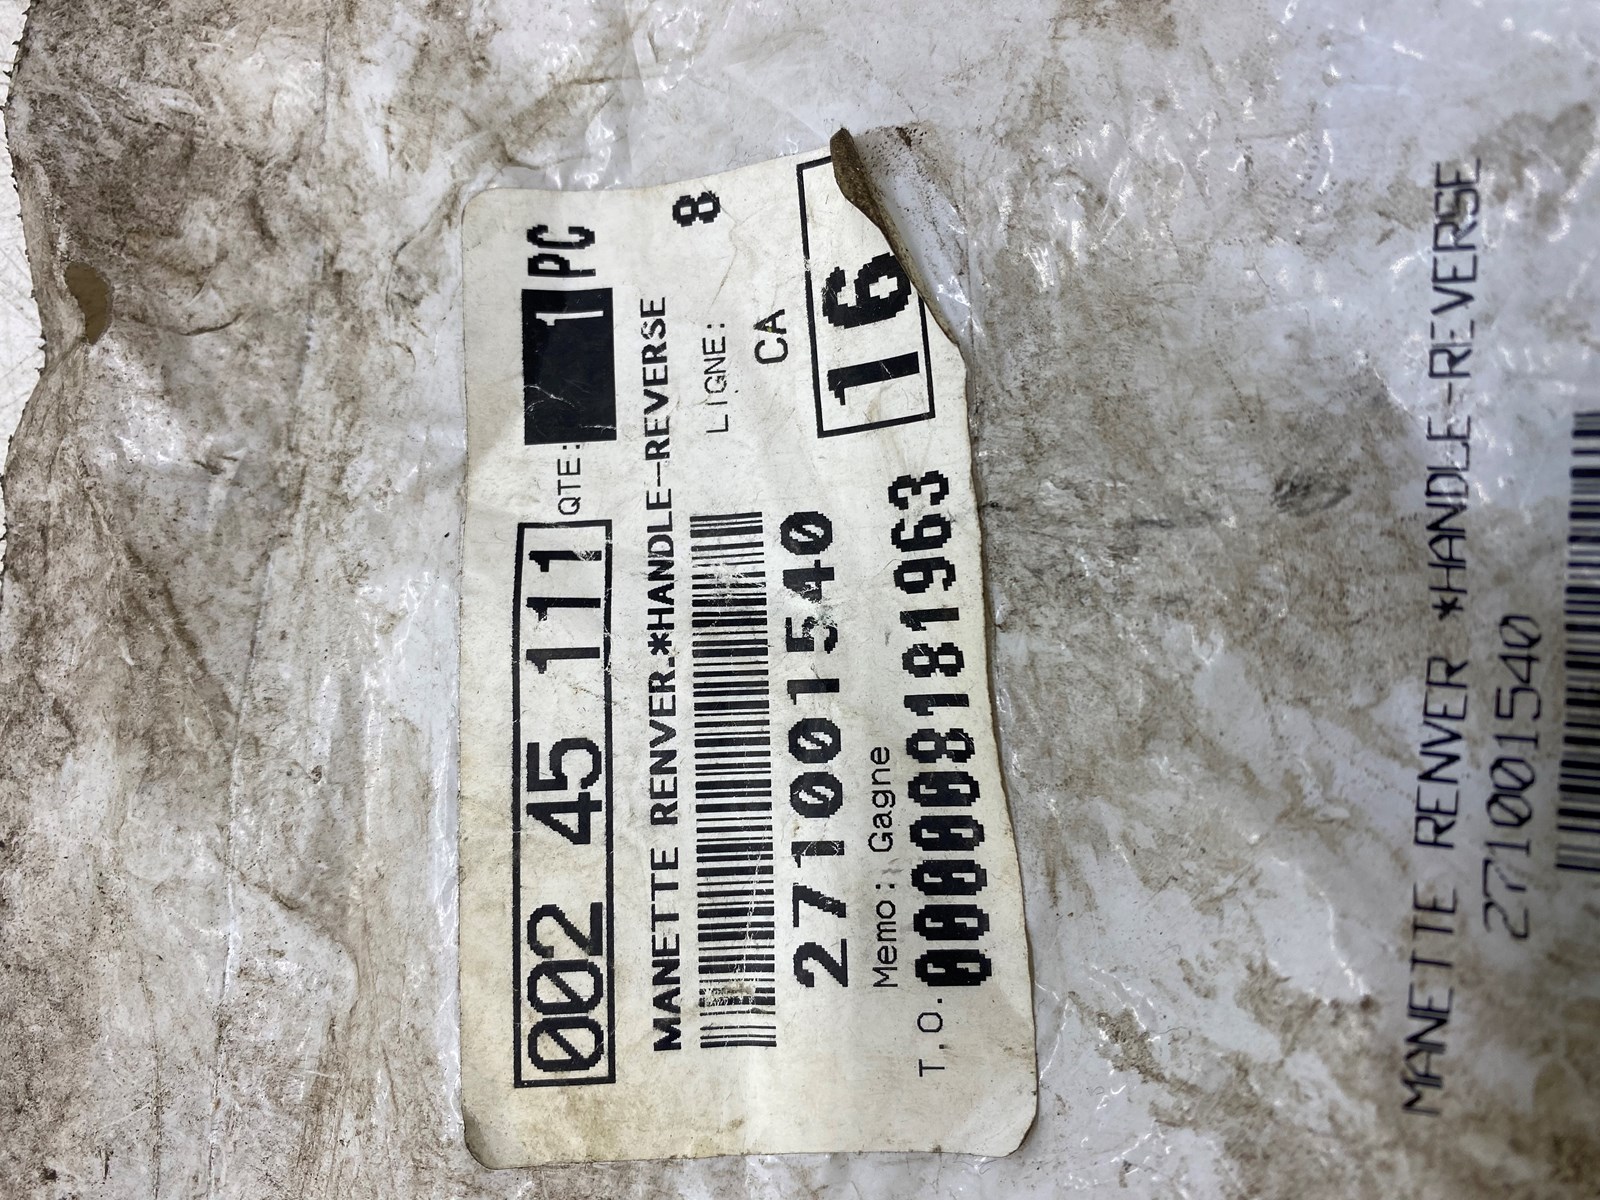 002 45 111 QTE: 1 PC
MANETTE RENVER.*HANDLE-REVERSE
LIGNE: 8
2710001540
CA
Memo: Gagne
16
T.O. 000008181963
MANETTE RENVER *HANDLE-REVERSE
2710001540